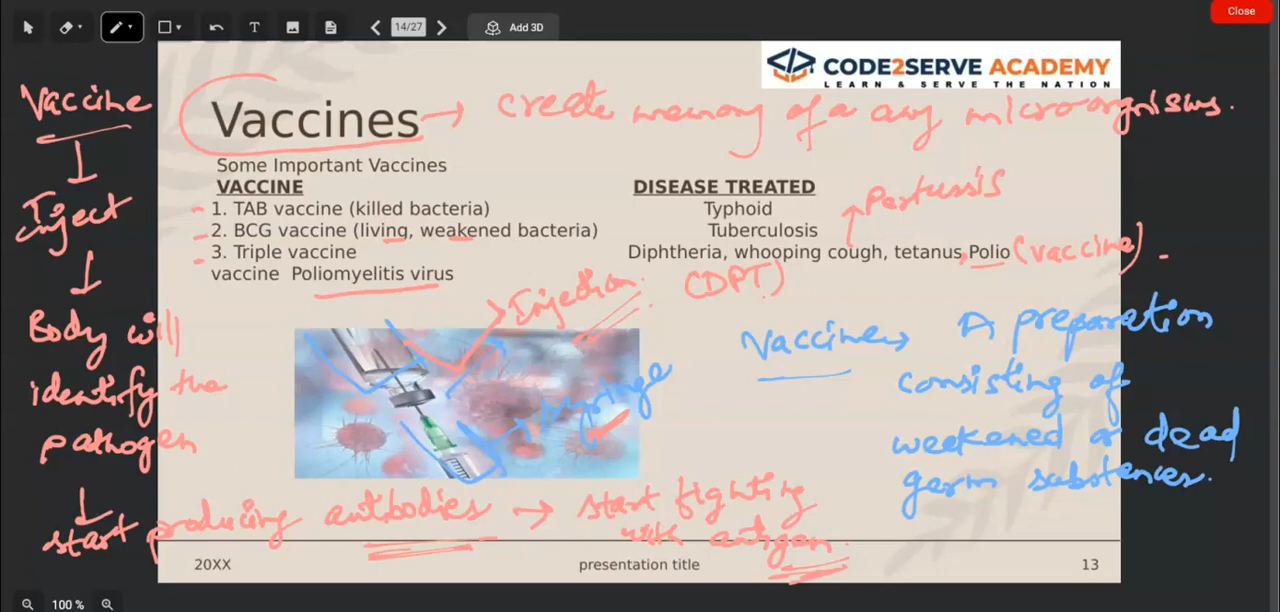 Close
14/27
Add 3D
CODE2SERVE ACADEMY
LEARN & SERVE THE NATION
Vaccines → create memory of a any microorgnisms.
Some Important Vaccines
VACCINE
DISEASE TREATED
1. TAB vaccine (killed bacteria)
Typhoid
2. BCG vaccine (living, weakened bacteria)
Tuberculosis
3. Triple vaccine
Diphtheria, whooping cough, tetanus, Polio (vaccine)
vaccine Poliomyelitis virus
Pertussis
(DPT)
Injection
syringe
Vaccine
Inject
Body will
identify the
pathogen
start producing antibodies → start fighting
with antigen.
Vaccine → A preparation
consisting of
weekened or dead
germ substences.
20XX
presentation title
13
100 %